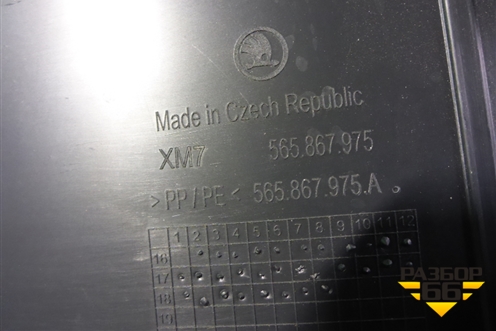 Made in Czech Republic
XM7 565.867.975
>PP/PE< 565.867.975.A
1 2 3 4 5 6 7 8 9 10 11 12
16
17
18
19
РАЗБОР
66